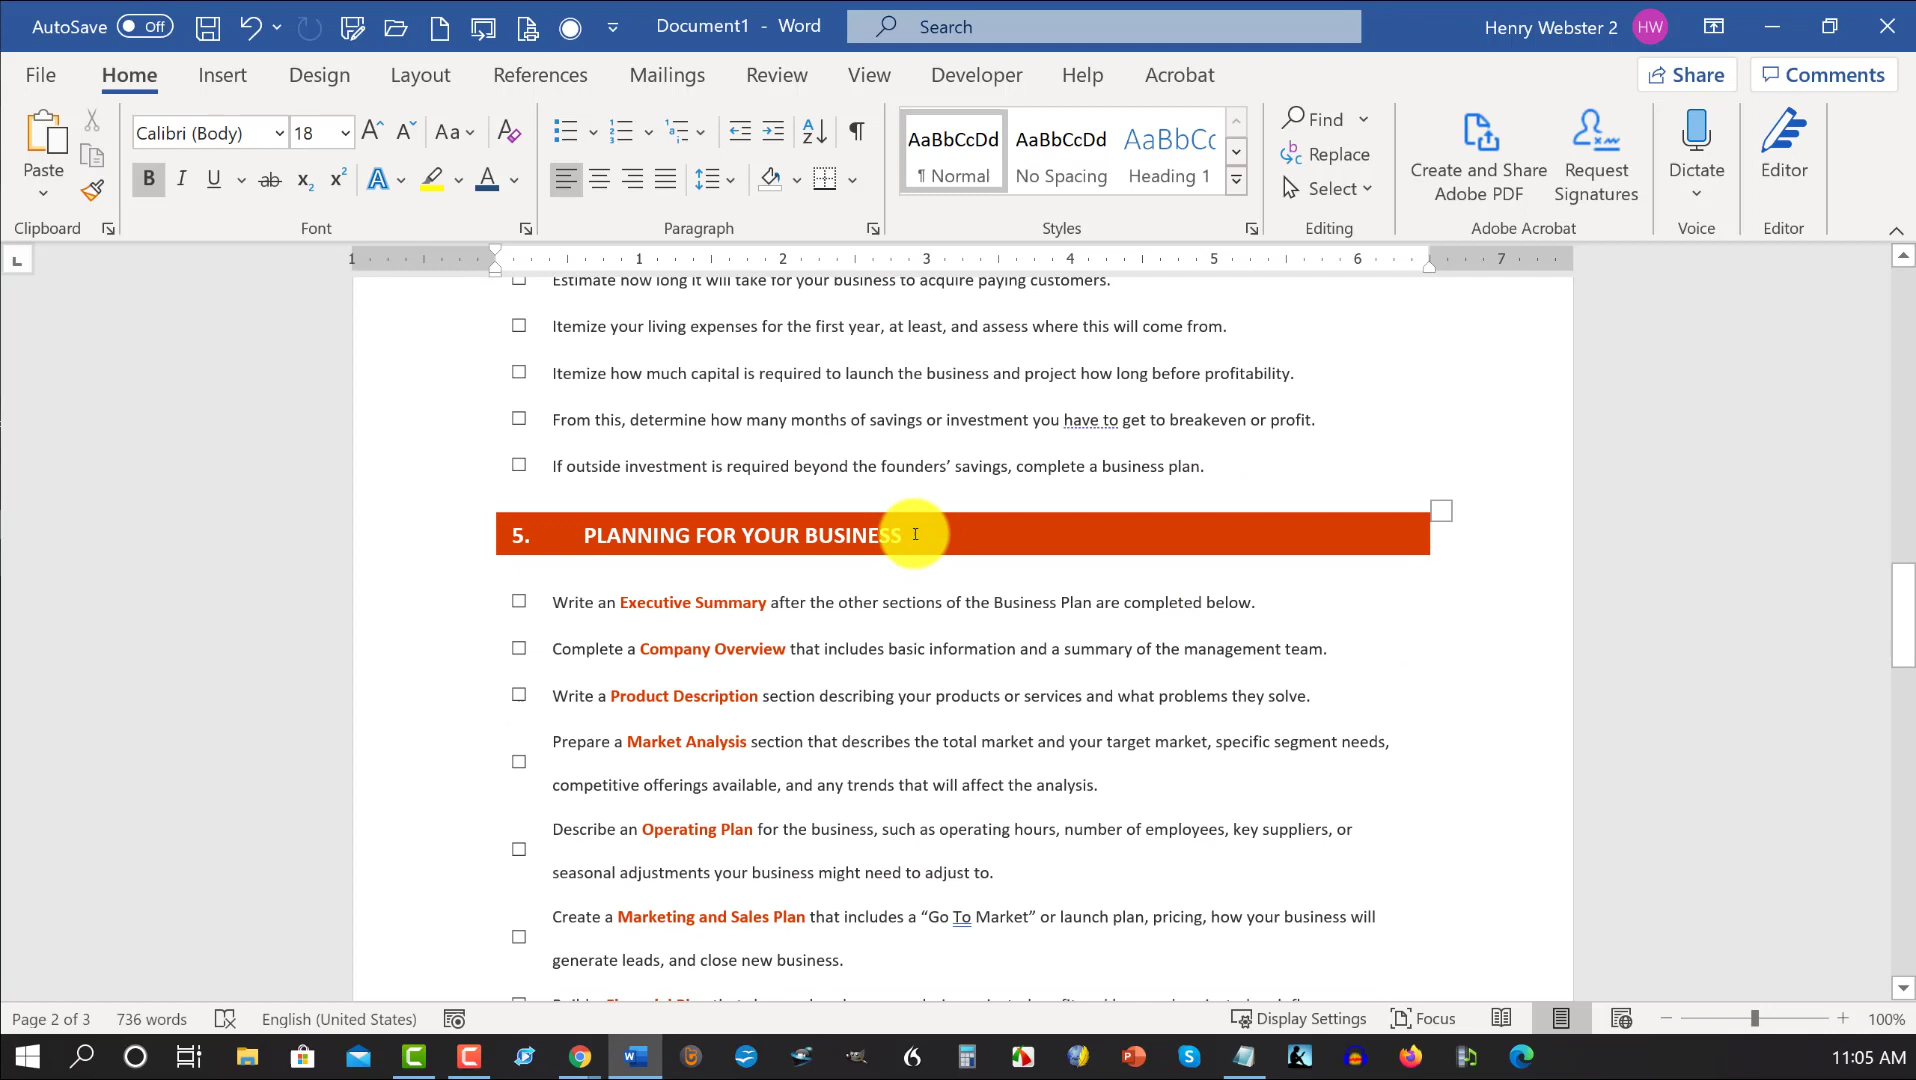 AutoSave Off Document1 - Word Search Henry Webster 2 HW
File Home Insert Design Layout References Mailings Review View Developer Help Acrobat Share Comments
Calibri (Body) 18 Aa
AaBbCcDd AaBbCcDd AaBbCc
¶ Normal No Spacing Heading 1
Find
Replace
Select
Paste
Create and Share
Adobe PDF
Request
Signatures
Dictate
Editor
Clipboard Font Paragraph Styles Editing Adobe Acrobat Voice Editor
1 1 2 3 4 5 6 7
Estimate how long it will take for your business to acquire paying customers.
Itemize your living expenses for the first year, at least, and assess where this will come from.
Itemize how much capital is required to launch the business and project how long before profitability.
From this, determine how many months of savings or investment you have to get to breakeven or profit.
If outside investment is required beyond the founders’ savings, complete a business plan.
5. PLANNING FOR YOUR BUSINESS
Write an Executive Summary after the other sections of the Business Plan are completed below.
Complete a Company Overview that includes basic information and a summary of the management team.
Write a Product Description section describing your products or services and what problems they solve.
Prepare a Market Analysis section that describes the total market and your target market, specific segment needs,
competitive offerings available, and any trends that will affect the analysis.
Describe an Operating Plan for the business, such as operating hours, number of employees, key suppliers, or
seasonal adjustments your business might need to adjust to.
Create a Marketing and Sales Plan that includes a “Go To Market” or launch plan, pricing, how your business will
generate leads, and close new business.
Page 2 of 3 736 words English (United States) Display Settings Focus 100%
11:05 AM